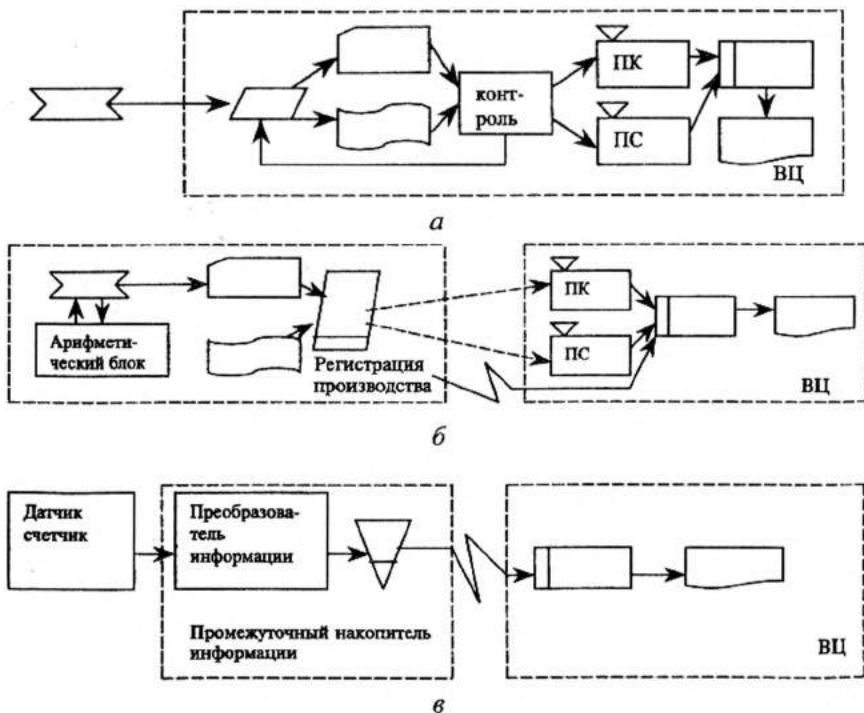 конт-
роль
ПК
ПС
ВЦ
а
Арифмети-
ческий блок
Регистрация
производства
ПК
ПС
ВЦ
б
Датчик
счетчик
Преобразова-
тель
информации
Промежуточный накопитель
информации
ВЦ
в